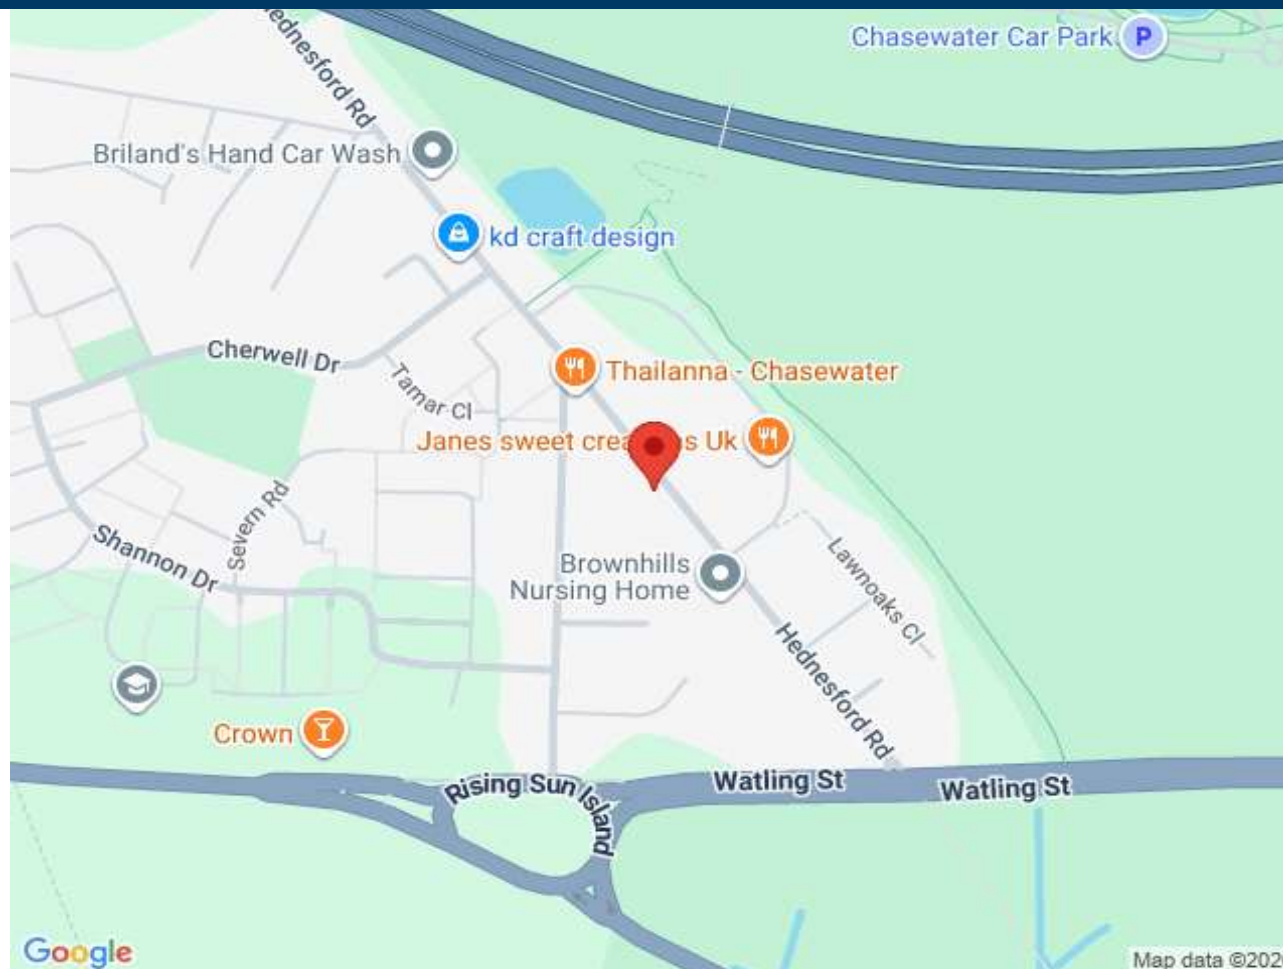 Hednesford Rd
Chasewater Car Park
P
Briland's Hand Car Wash
kd craft design
Cherwell Dr
Thailanna - Chasewater
Tamar Cl
Janes sweet
Uk
Severn Rd
Shannon Dr
Brownhills
Nursing Home
Lawnoaks Cl
Hednesford Rd
Crown
Rising Sun Island
Watling St
Watling St
Google
Map data ©202